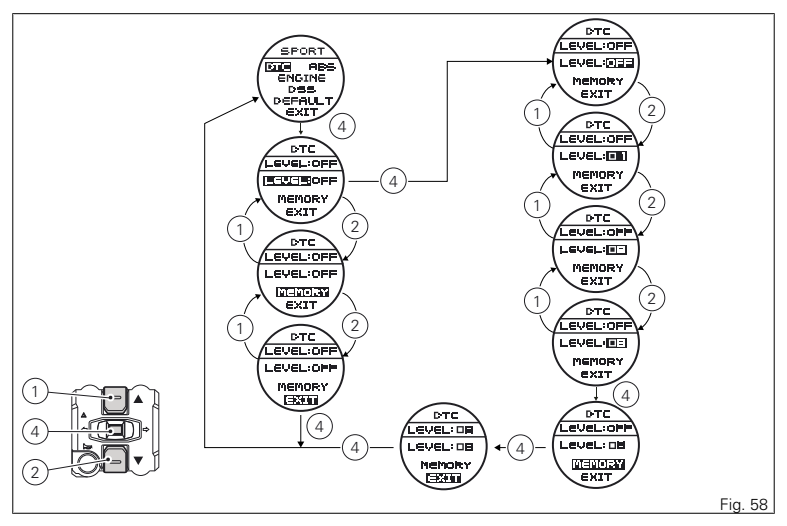 SPORT
DTC ABS
ENGINE
DSS
DEFAULT
EXIT
4
DTC
LEVEL:OFF
LEVEL:OFF
MEMORY
EXIT
4
1
2
DTC
LEVEL:OFF
LEVEL:OFF
MEMORY
EXIT
1
2
DTC
LEVEL:OFF
LEVEL:OFF
MEMORY
EXIT
4
DTC
LEVEL:OFF
LEVEL:OFF
MEMORY
EXIT
1
2
DTC
LEVEL:OFF
LEVEL:01
MEMORY
EXIT
1
2
DTC
LEVEL:OFF
LEVEL:
MEMORY
EXIT
1
2
DTC
LEVEL:OFF
LEVEL:08
MEMORY
EXIT
4
DTC
LEVEL:OFF
LEVEL: 08
MEMORY
EXIT
4
DTC
LEVEL: 08
LEVEL: 08
MEMORY
EXIT
4
1
4
2
Fig. 58